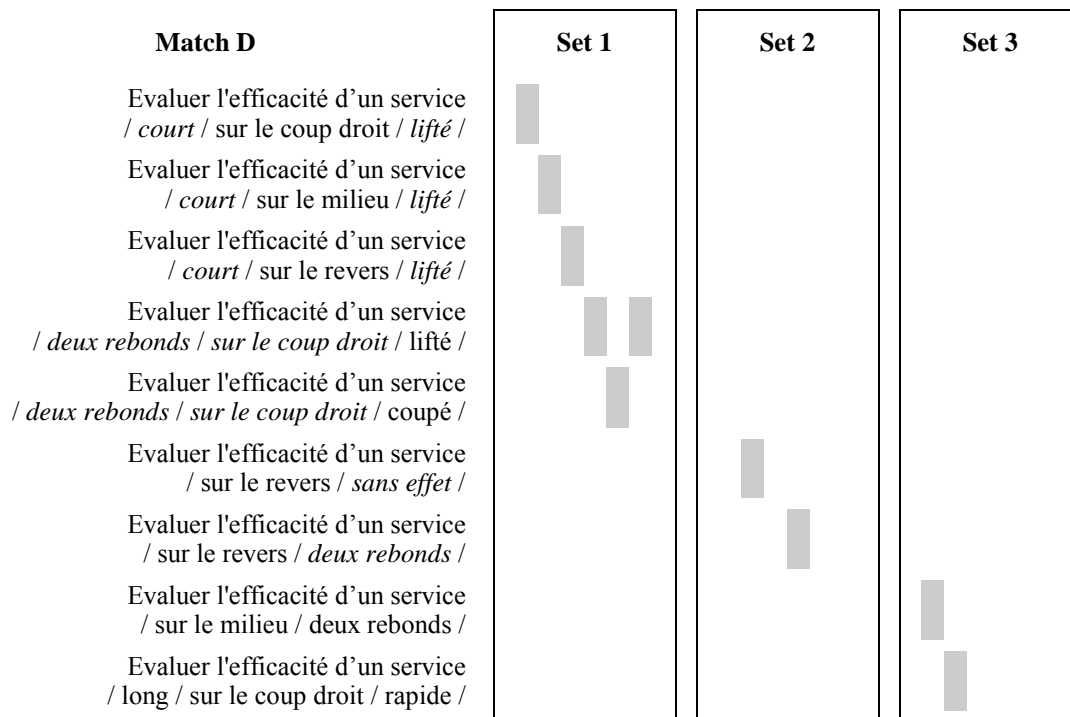 Match D Set 1 Set 2 Set 3
Evaluer l'efficacité d’un service
/ court / sur le coup droit / lifté /
Evaluer l'efficacité d’un service
/ court / sur le milieu / lifté /
Evaluer l'efficacité d’un service
/ court / sur le revers / lifté /
Evaluer l'efficacité d’un service
/ deux rebonds / sur le coup droit / lifté /
Evaluer l'efficacité d’un service
/ deux rebonds / sur le coup droit / coupé /
Evaluer l'efficacité d’un service
/ sur le revers / sans effet /
Evaluer l'efficacité d’un service
/ sur le revers / deux rebonds /
Evaluer l'efficacité d’un service
/ sur le milieu / deux rebonds /
Evaluer l'efficacité d’un service
/ long / sur le coup droit / rapide /